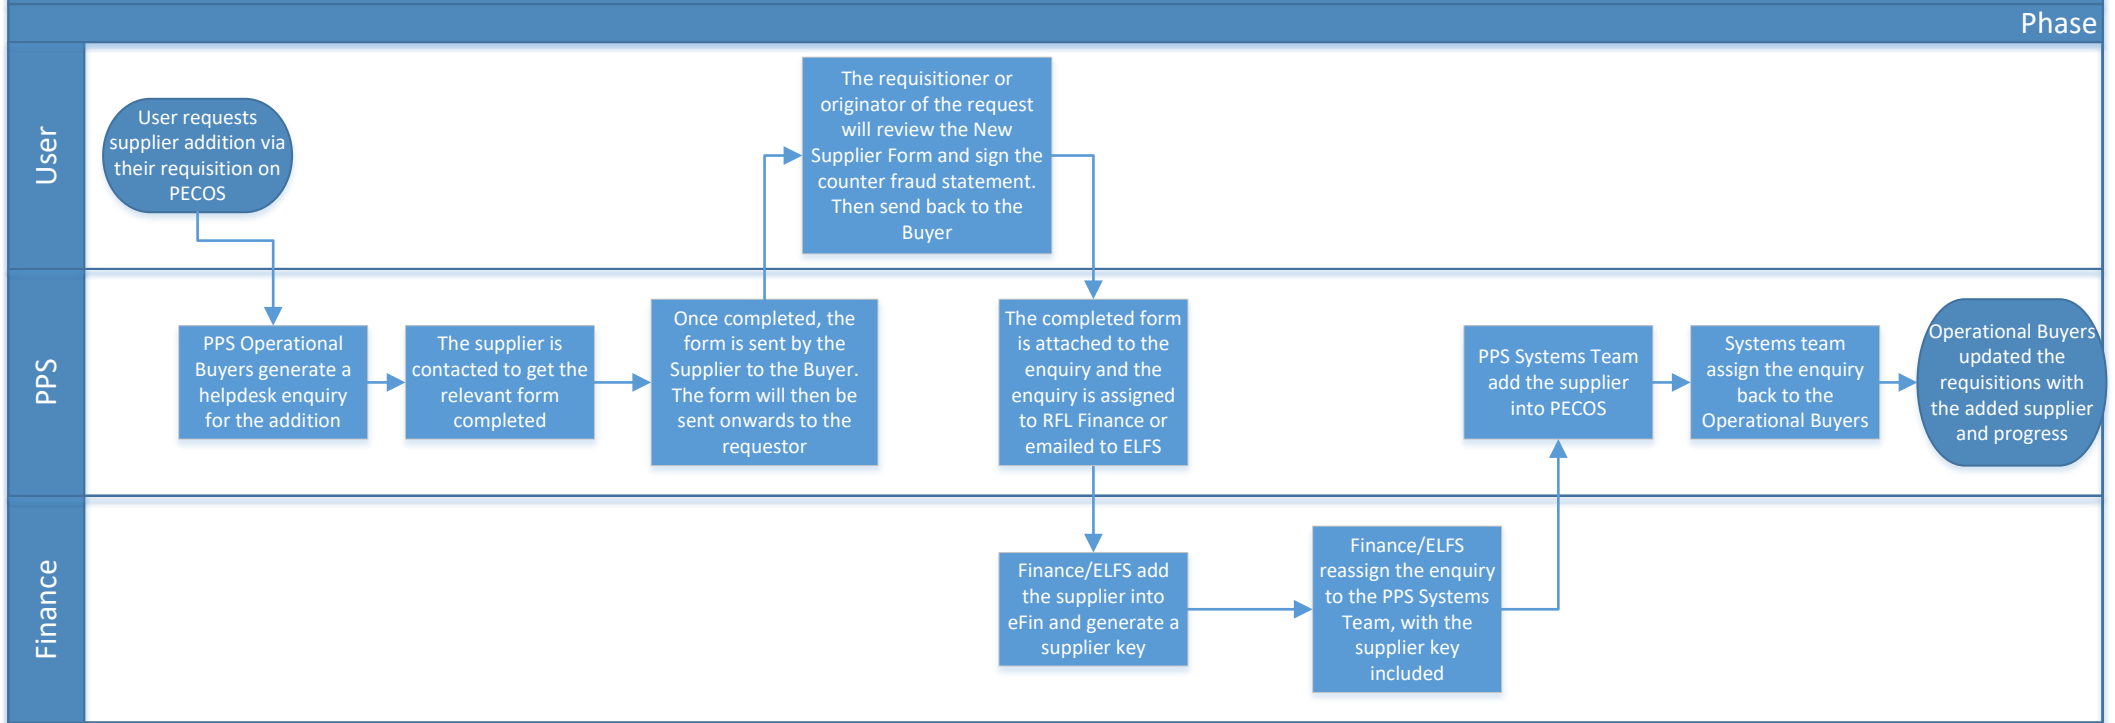 Phase
User
User requests
supplier addition via
their requisition on
PECOS
The requisitioner or
originator of the request
will review the New
Supplier Form and sign the
counter fraud statement.
Then send back to the
Buyer
PPS
PPS Operational
Buyers generate a
helpdesk enquiry
for the addition
The supplier is
contacted to get the
relevant form
completed
Once completed, the
form is sent by the
Supplier to the Buyer.
The form will then be
sent onwards to the
requestor
The completed form
is attached to the
enquiry and the
enquiry is assigned
to RFL Finance or
emailed to ELFS
PPS Systems Team
add the supplier
into PECOS
Systems team
assign the enquiry
back to the
Operational Buyers
Operational Buyers
updated the
requisitions with
the added supplier
and progress
Finance
Finance/ELFS add
the supplier into
eFin and generate a
supplier key
Finance/ELFS
reassign the enquiry
to the PPS Systems
Team, with the
supplier key
included